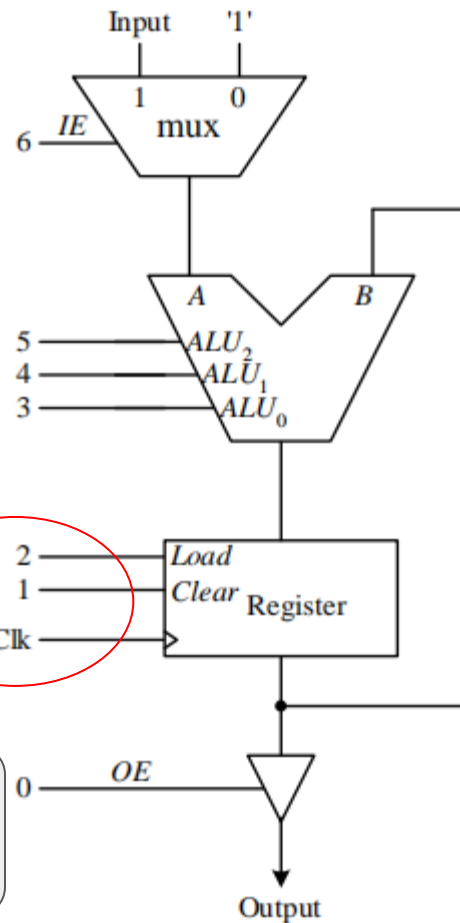 Input '1'
1 0
mux
6 IE
A B
5 ALU2
4 ALU1
3 ALU0
2 Load
1 Clear
Register
Clk
0 OE
Output